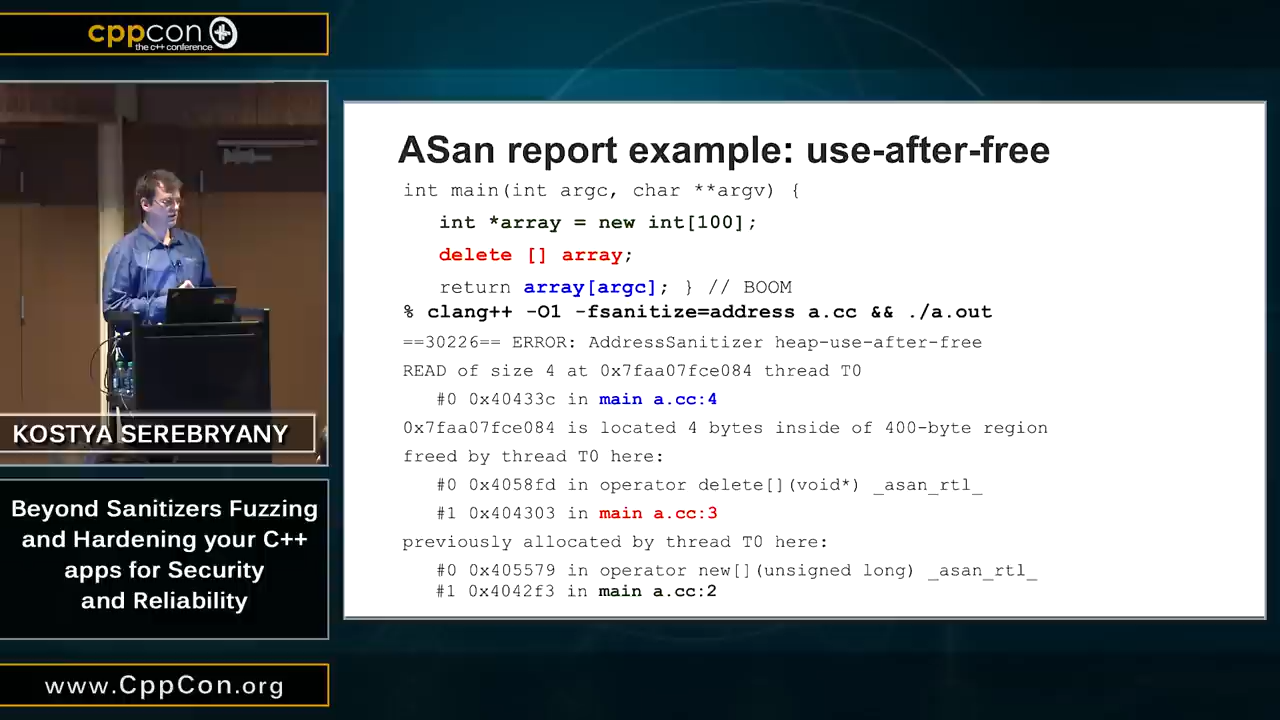 cppcon
the c++ conference
KOSTYA SEREBRYANY
Beyond Sanitizers Fuzzing
and Hardening your C++
apps for Security
and Reliability
www.CppCon.org
ASan report example: use-after-free
int main(int argc, char **argv) {
int *array = new int[100];
delete [] array;
return array[argc]; } // BOOM
% clang++ -O1 -fsanitize=address a.cc && ./a.out
==30226== ERROR: AddressSanitizer heap-use-after-free
READ of size 4 at 0x7faa07fce084 thread T0
#0 0x40433c in main a.cc:4
0x7faa07fce084 is located 4 bytes inside of 400-byte region
freed by thread T0 here:
#0 0x4058fd in operator delete[](void*) _asan_rtl_
#1 0x404303 in main a.cc:3
previously allocated by thread T0 here:
#0 0x405579 in operator new[](unsigned long) _asan_rtl_
#1 0x4042f3 in main a.cc:2